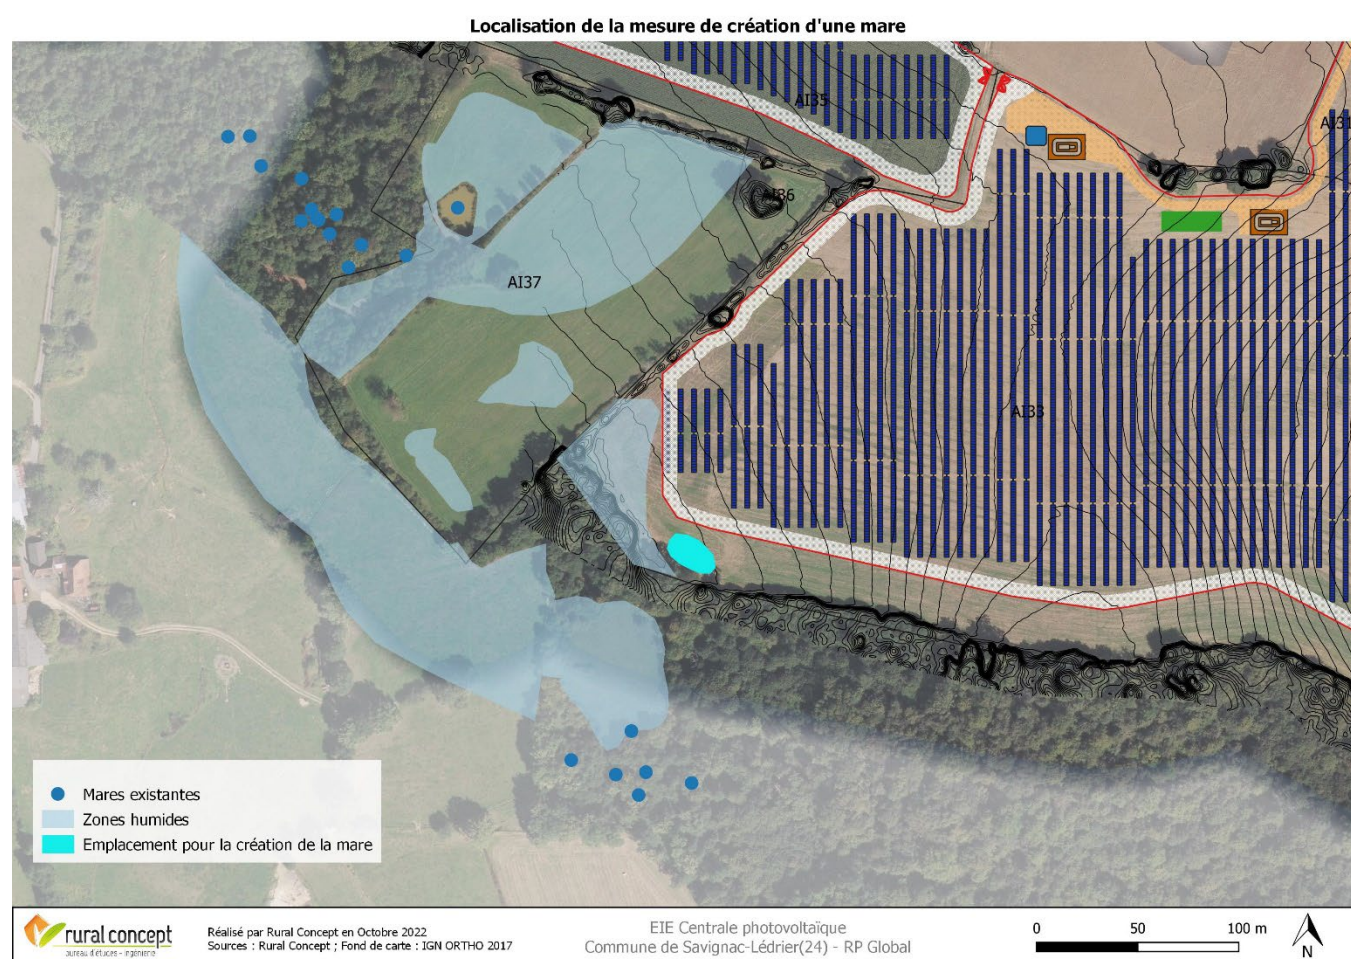 Localisation de la mesure de création d'une mare
AI35
AI31
AI36
AI37
AI33
Mares existantes
Zones humides
Emplacement pour la création de la mare
rural concept
bureau d'études - ingénierie
Réalisé par Rural Concept en Octobre 2022
Sources : Rural Concept ; Fond de carte : IGN ORTHO 2017
EIE Centrale photovoltaïque
Commune de Savignac-Lédrier(24) - RP Global
0 50 100 m
N